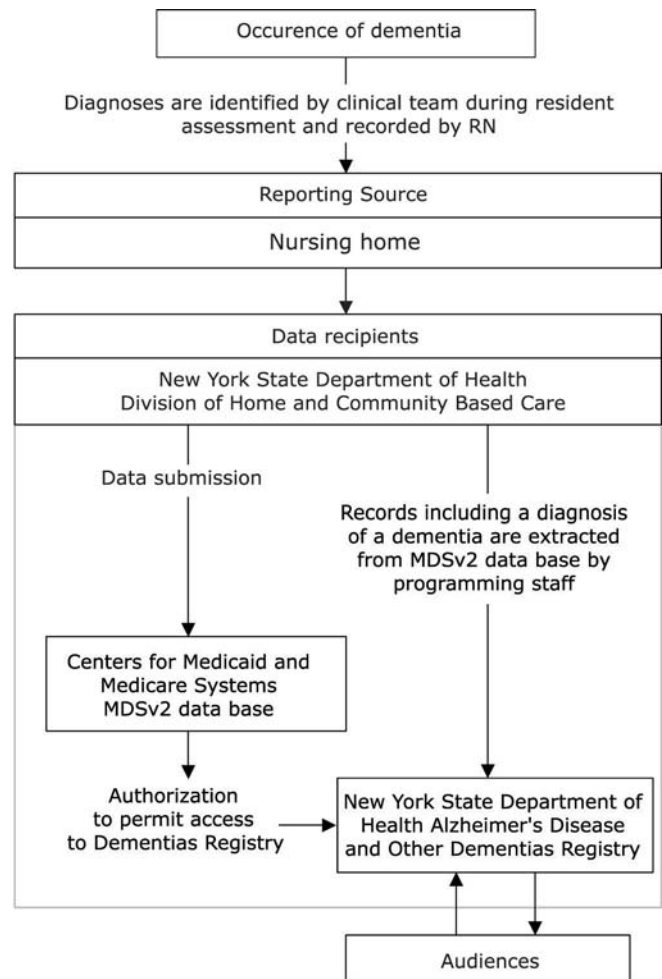 Occurence of dementia
Diagnoses are identified by clinical team during resident
assessment and recorded by RN
Reporting Source
Nursing home
Data recipients
New York State Department of Health
Division of Home and Community Based Care
Data submission
Records including a diagnosis
of a dementia are extracted
from MDSv2 data base by
programming staff
Centers for Medicaid and
Medicare Systems
MDSv2 data base
Authorization
to permit access
to Dementias Registry
New York State Department of
Health Alzheimer's Disease
and Other Dementias Registry
Audiences